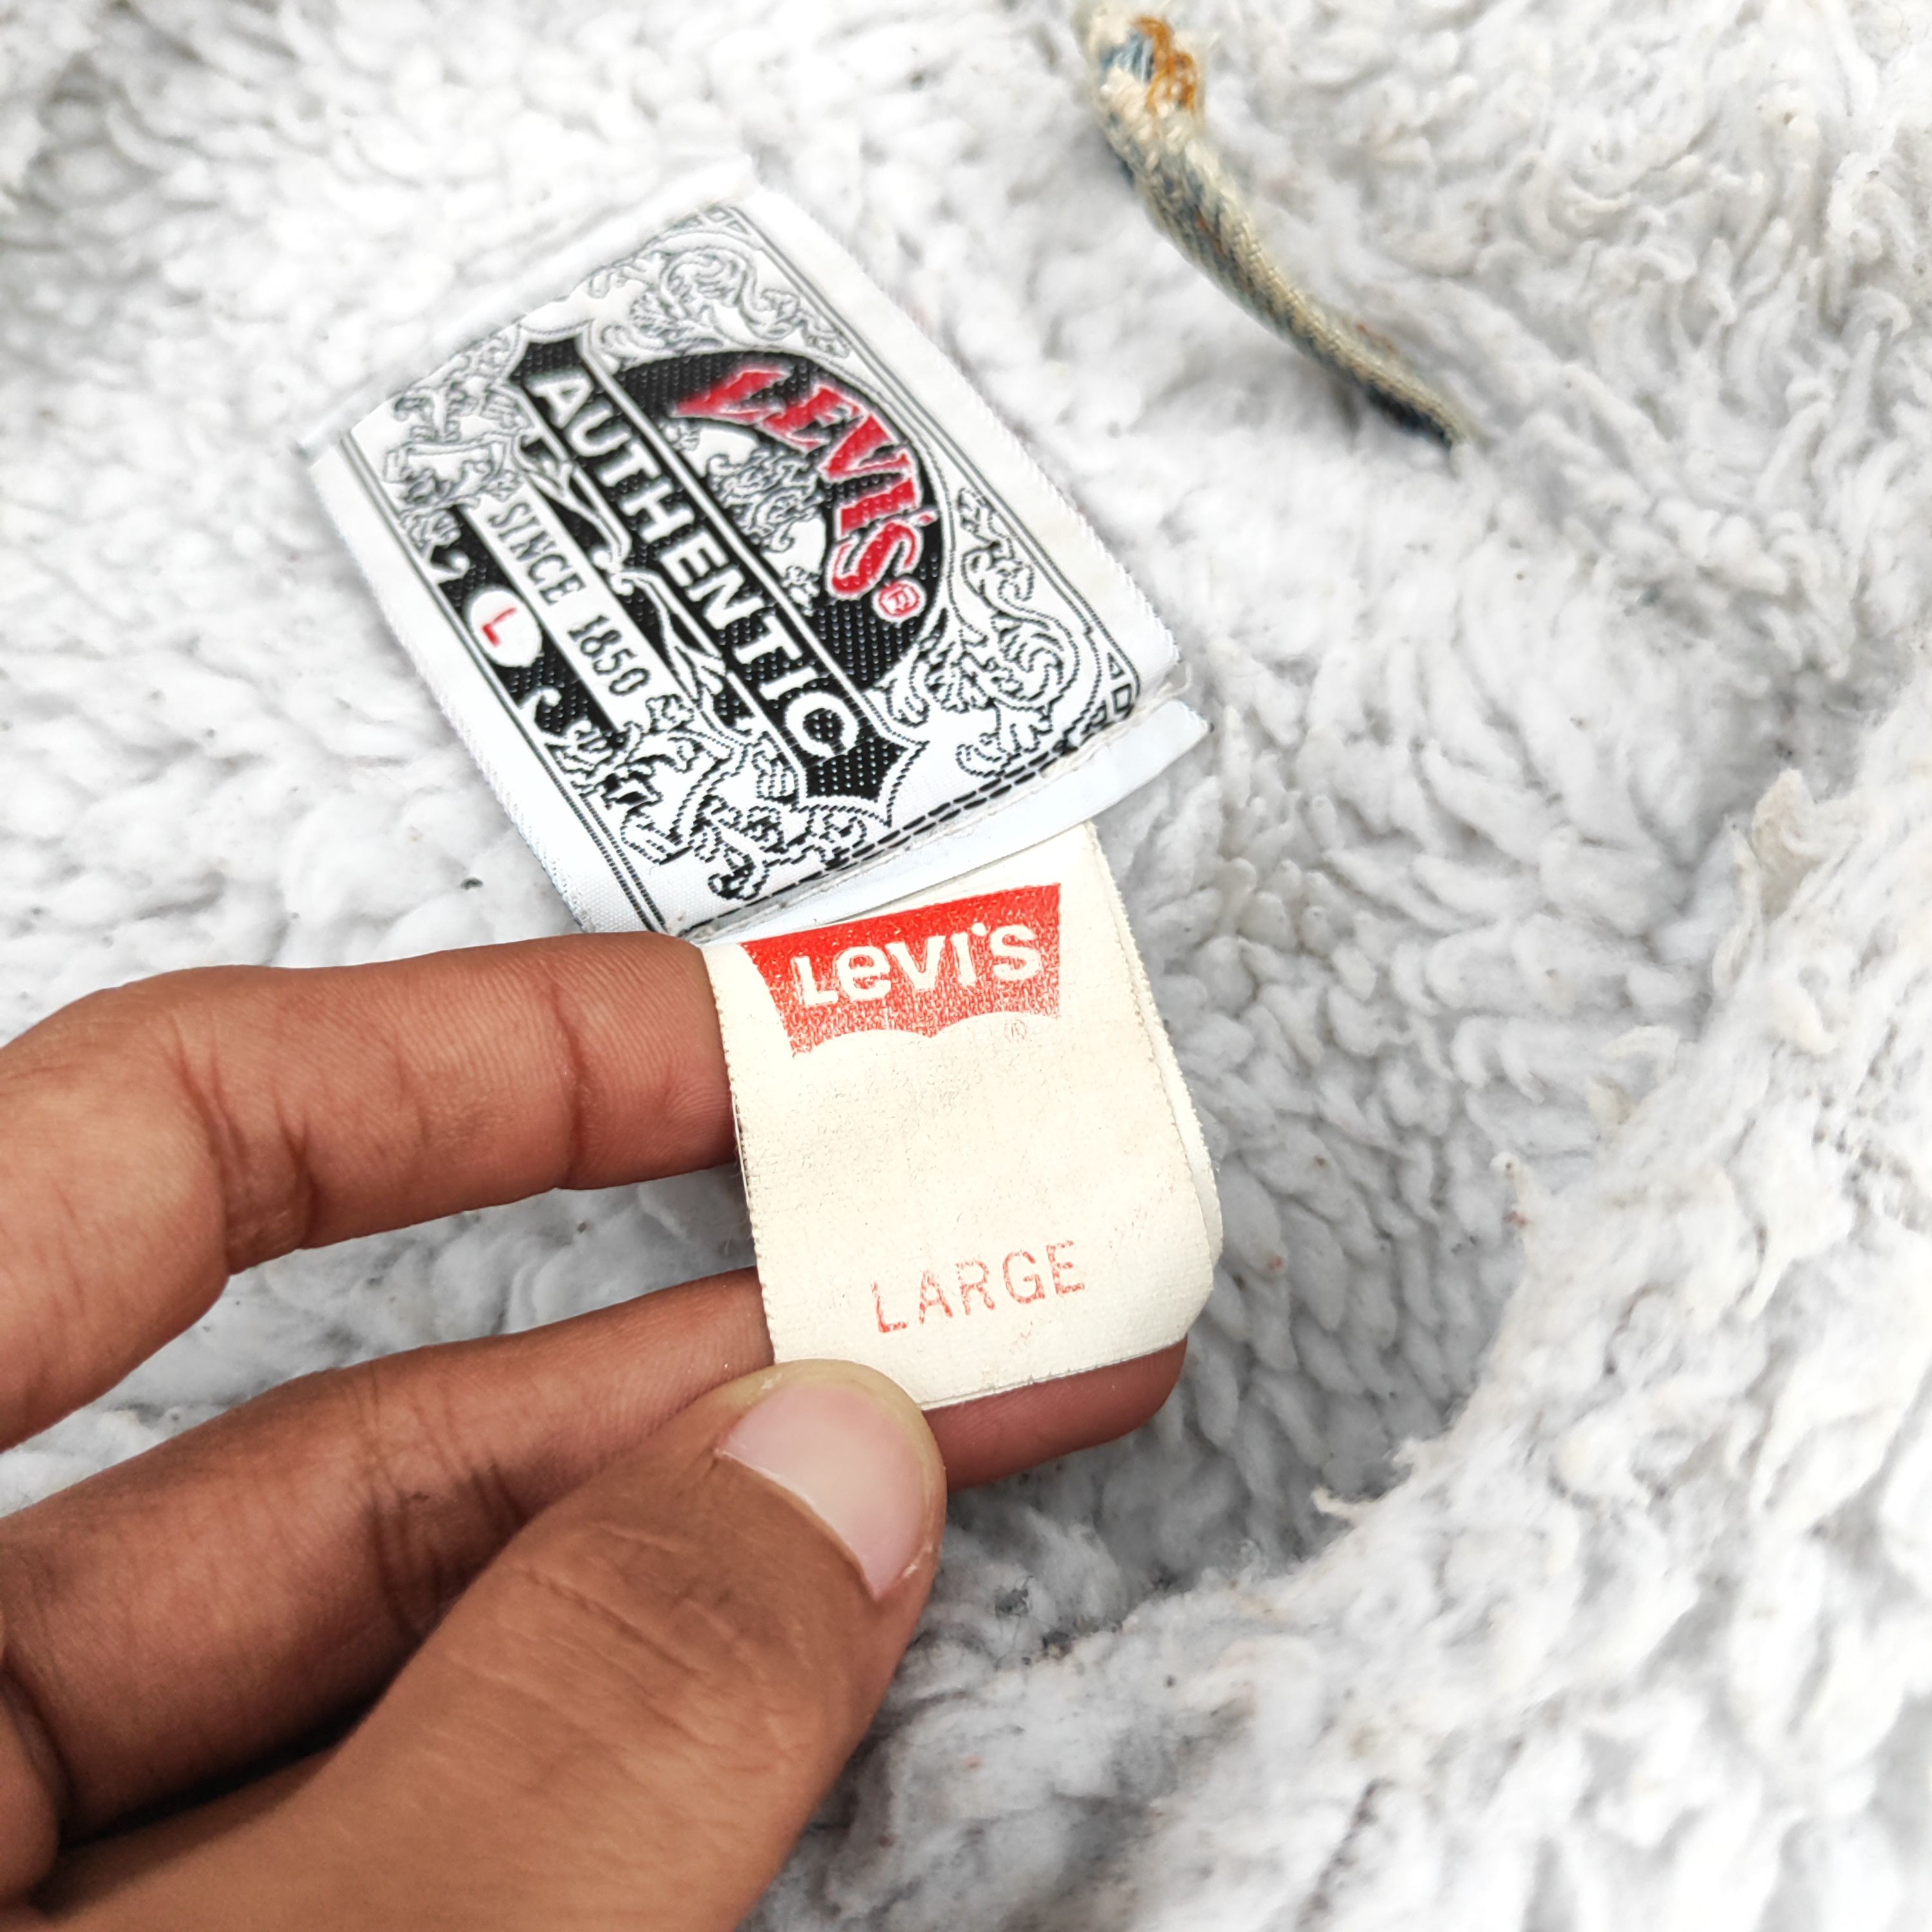 LEVI'S®
AUTHENTIC
SINCE 1850
L
Levi's
®
LARGE